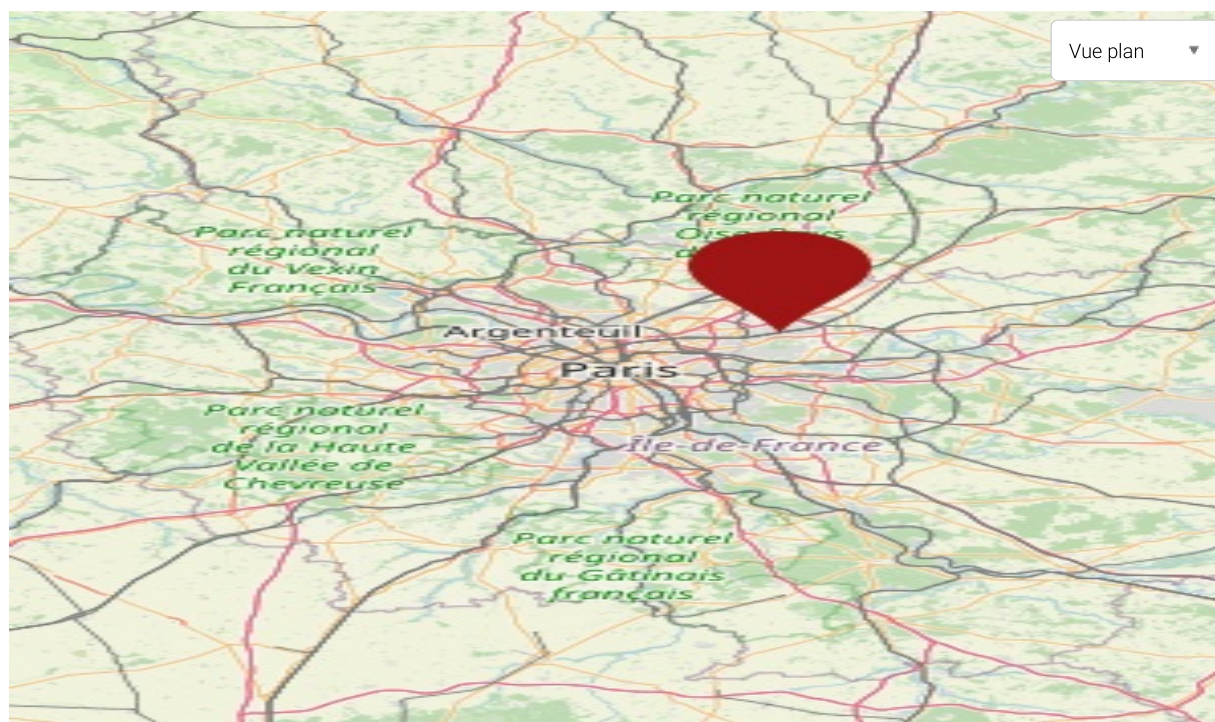 Vue plan
Parc naturel
régional
Parc naturel
régional
du Vexin
Français
Argenteuil
Paris
Parc naturel
régional
de la Haute
Vallée de
Chevreuse
Île-de-France
Parc naturel
régional
du Gâtinais
français